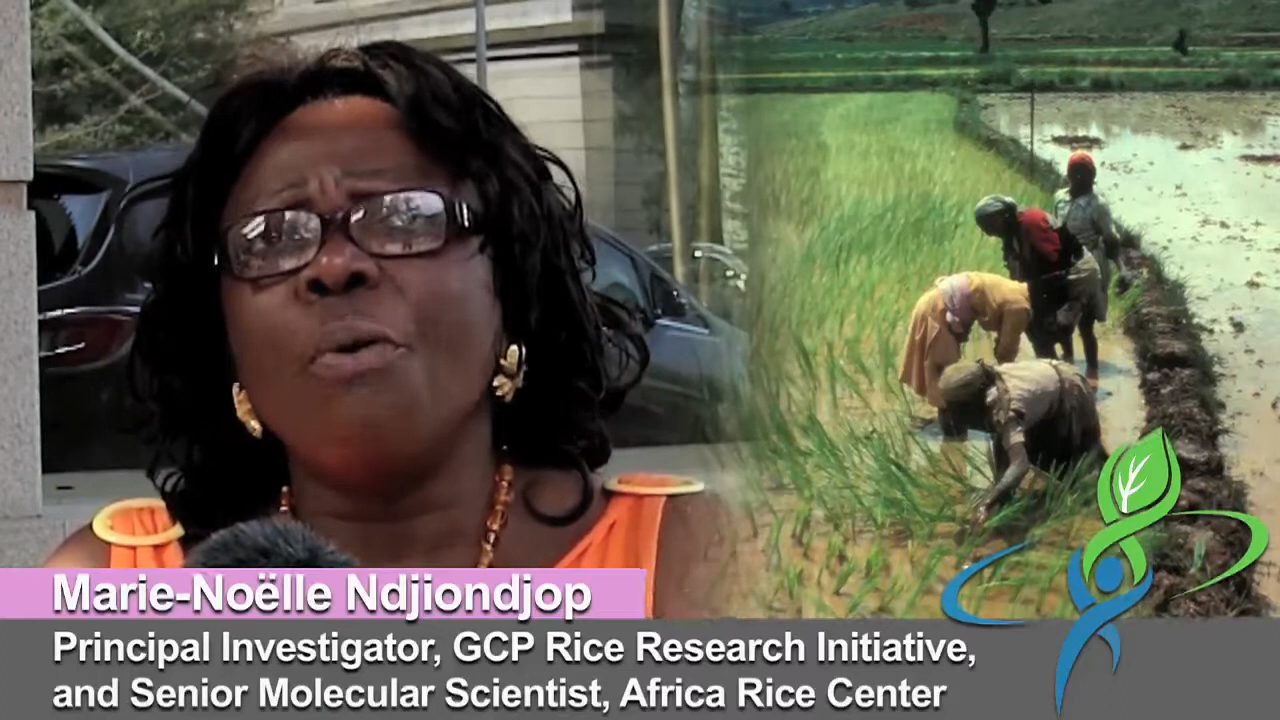 Marie-Noëlle Ndjiondjop
Principal Investigator, GCP Rice Research Initiative,
and Senior Molecular Scientist, Africa Rice Center